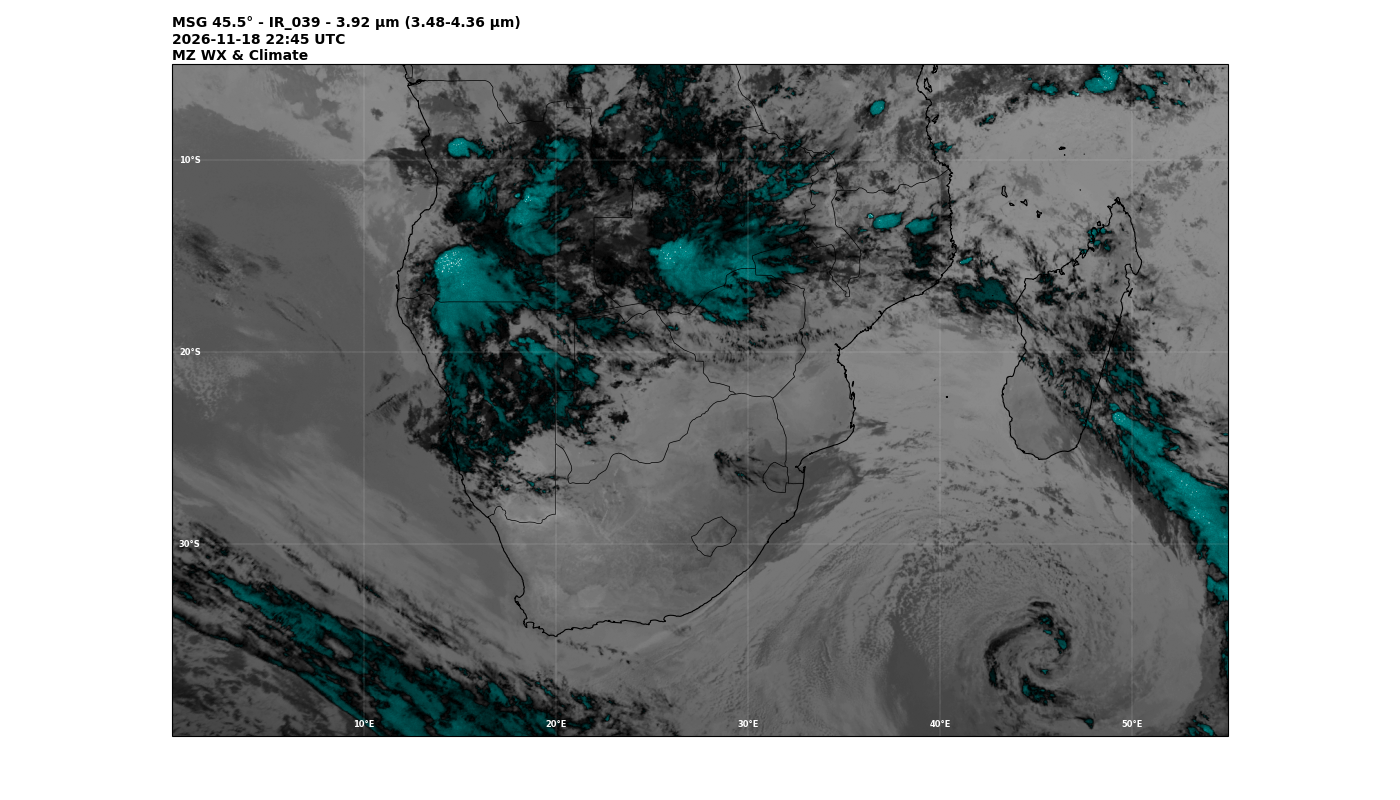 MSG 45.5° - IR_039 - 3.92 µm (3.48-4.36 µm)
2026-11-18 22:45 UTC
MZ WX & Climate
10°S
20°S
30°S
10°E
20°E
30°E
40°E
50°E